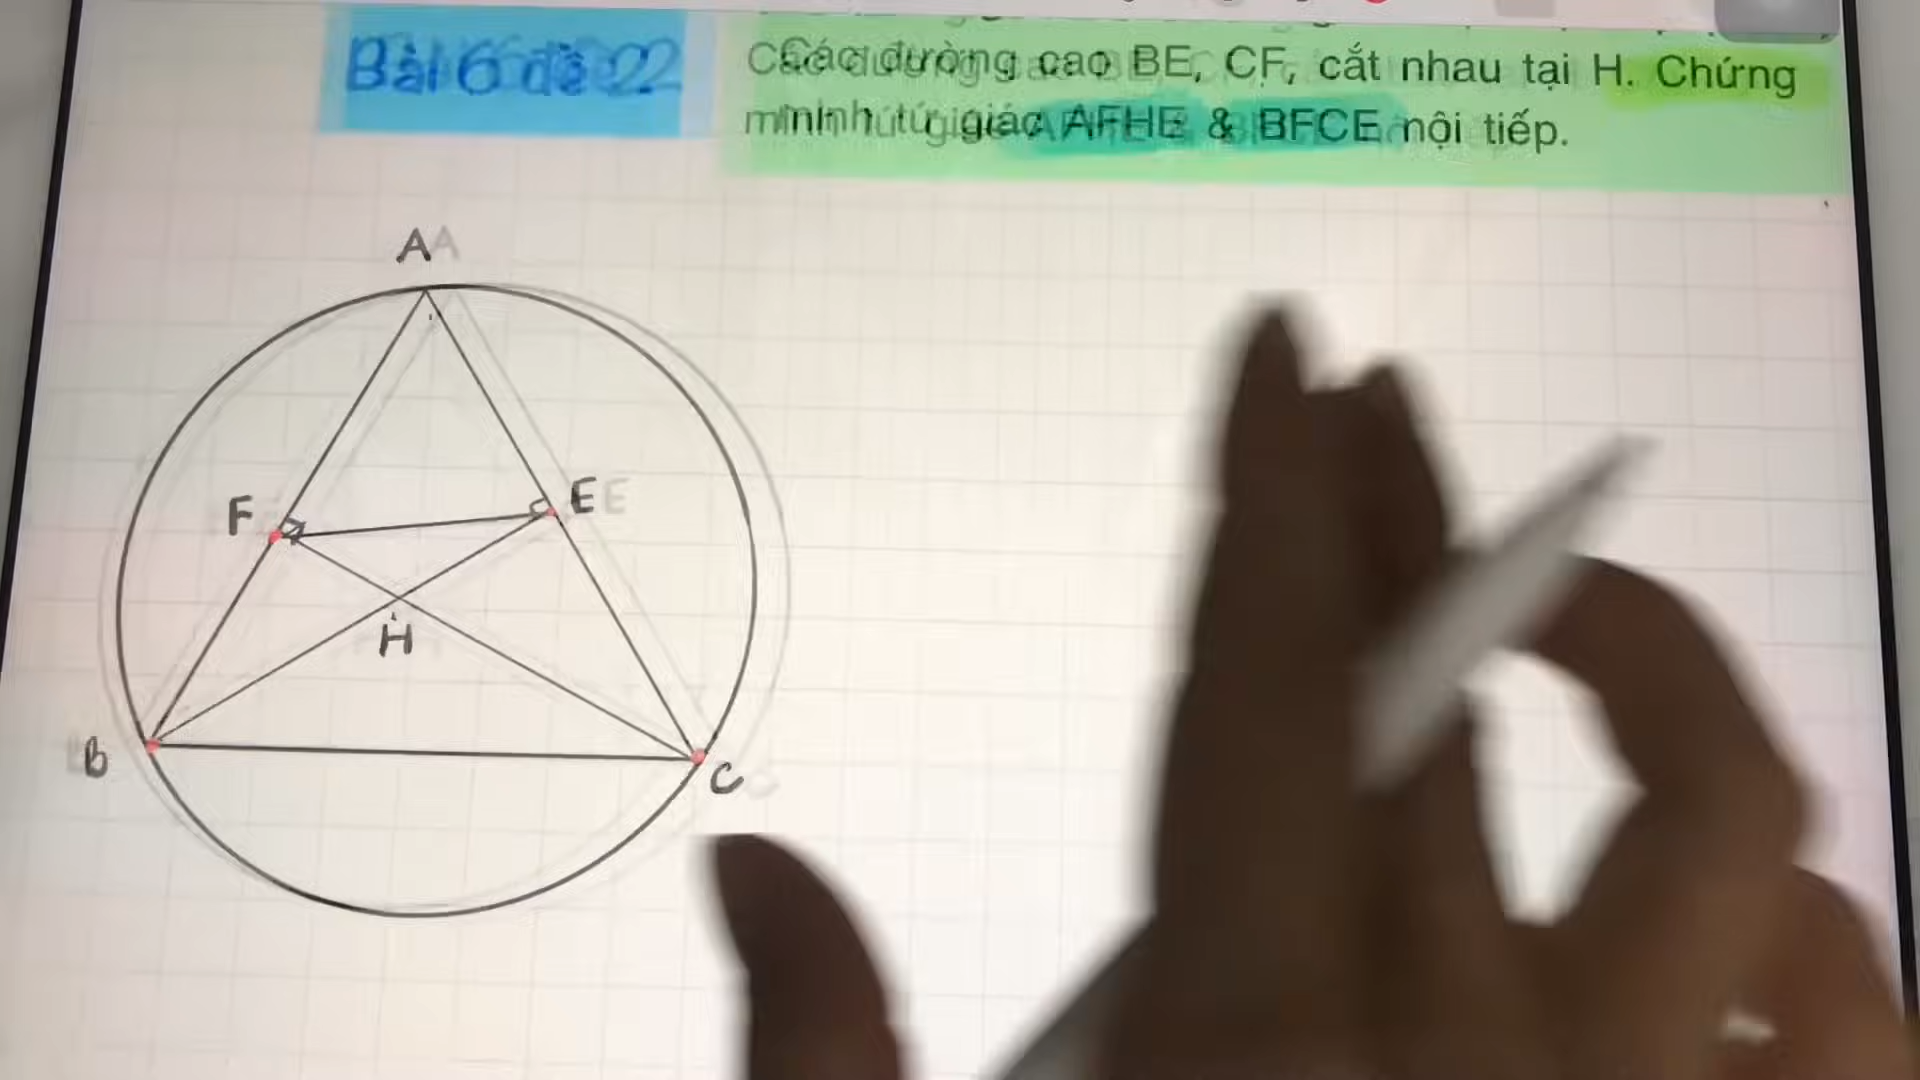 Bài 6 đề 22
Các đường cao BE, CF, cắt nhau tại H. Chứng
minh tứ giác AFHE & BFCE nội tiếp.
A
F
E
H
B
C